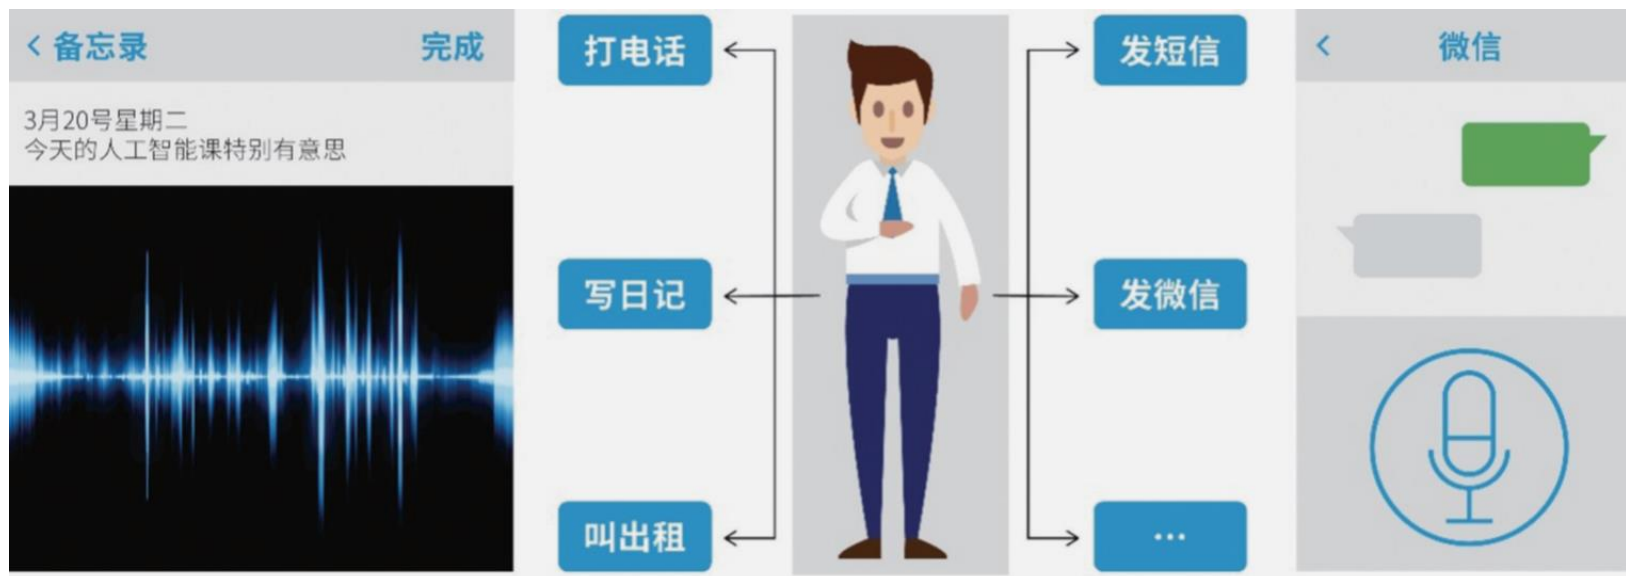 < 备忘录 完成
3月20号星期二
今天的人工智能课特别有意思
打电话
写日记
叫出租
发短信
发微信
...
< 微信